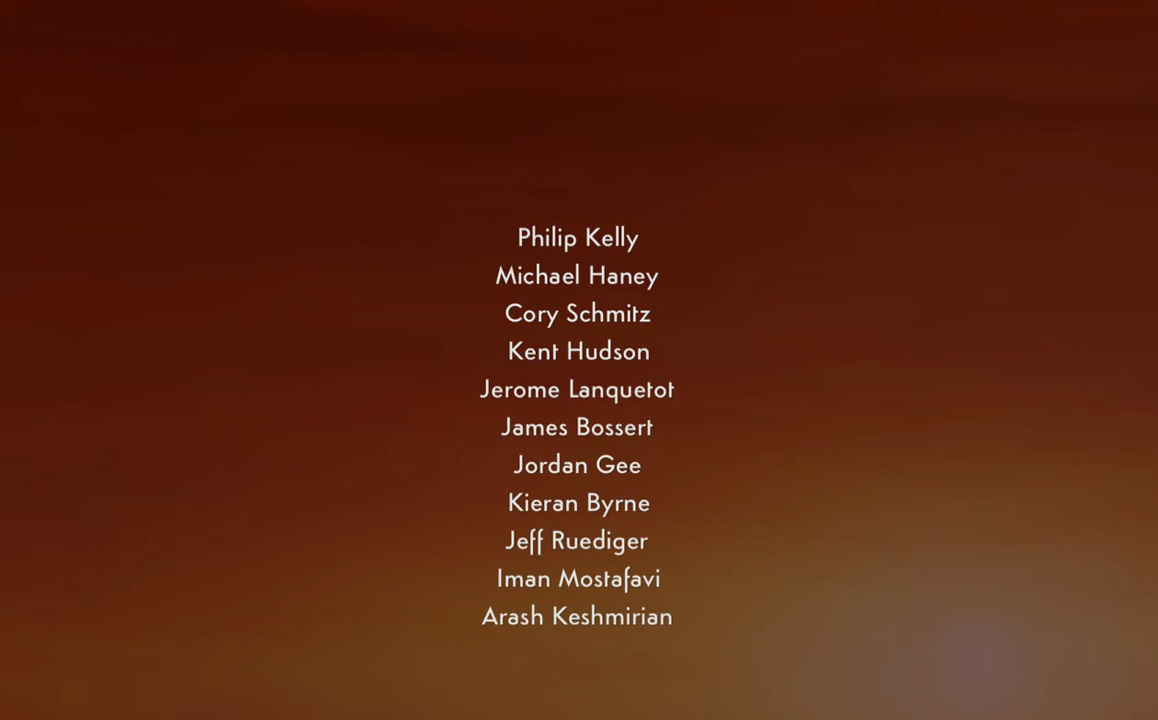 Philip Kelly
Michael Haney
Cory Schmitz
Kent Hudson
Jerome Lanquetot
James Bossert
Jordan Gee
Kieran Byrne
Jeff Ruediger
Iman Mostafavi
Arash Keshmirian